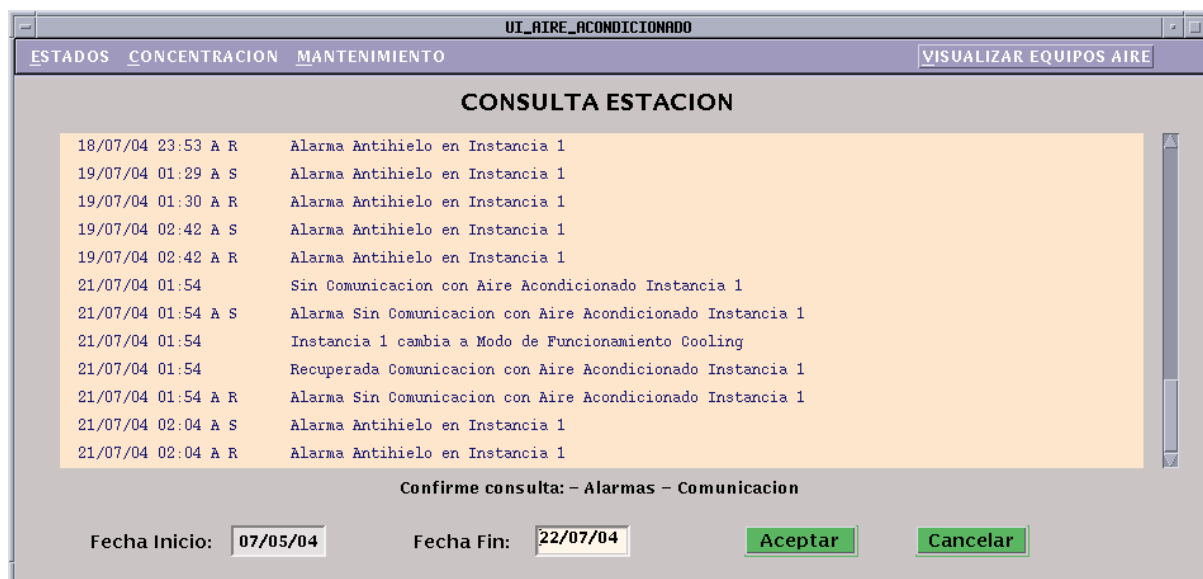 UI_AIRE_ACONDICIONADO
ESTADOS CONCENTRACION MANTENIMIENTO VISUALIZAR EQUIPOS AIRE
CONSULTA ESTACION
18/07/04 23:53 A R Alarma Antihielo en Instancia 1
19/07/04 01:29 A S Alarma Antihielo en Instancia 1
19/07/04 01:30 A R Alarma Antihielo en Instancia 1
19/07/04 02:42 A S Alarma Antihielo en Instancia 1
19/07/04 02:42 A R Alarma Antihielo en Instancia 1
21/07/04 01:54 Sin Comunicacion con Aire Acondicionado Instancia 1
21/07/04 01:54 A S Alarma Sin Comunicacion con Aire Acondicionado Instancia 1
21/07/04 01:54 Instancia 1 cambia a Modo de Funcionamiento Cooling
21/07/04 01:54 Recuperada Comunicacion con Aire Acondicionado Instancia 1
21/07/04 01:54 A R Alarma Sin Comunicacion con Aire Acondicionado Instancia 1
21/07/04 02:04 A S Alarma Antihielo en Instancia 1
21/07/04 02:04 A R Alarma Antihielo en Instancia 1
Confirme consulta: – Alarmas – Comunicacion
Fecha Inicio: 07/05/04 Fecha Fin: 22/07/04 Aceptar Cancelar